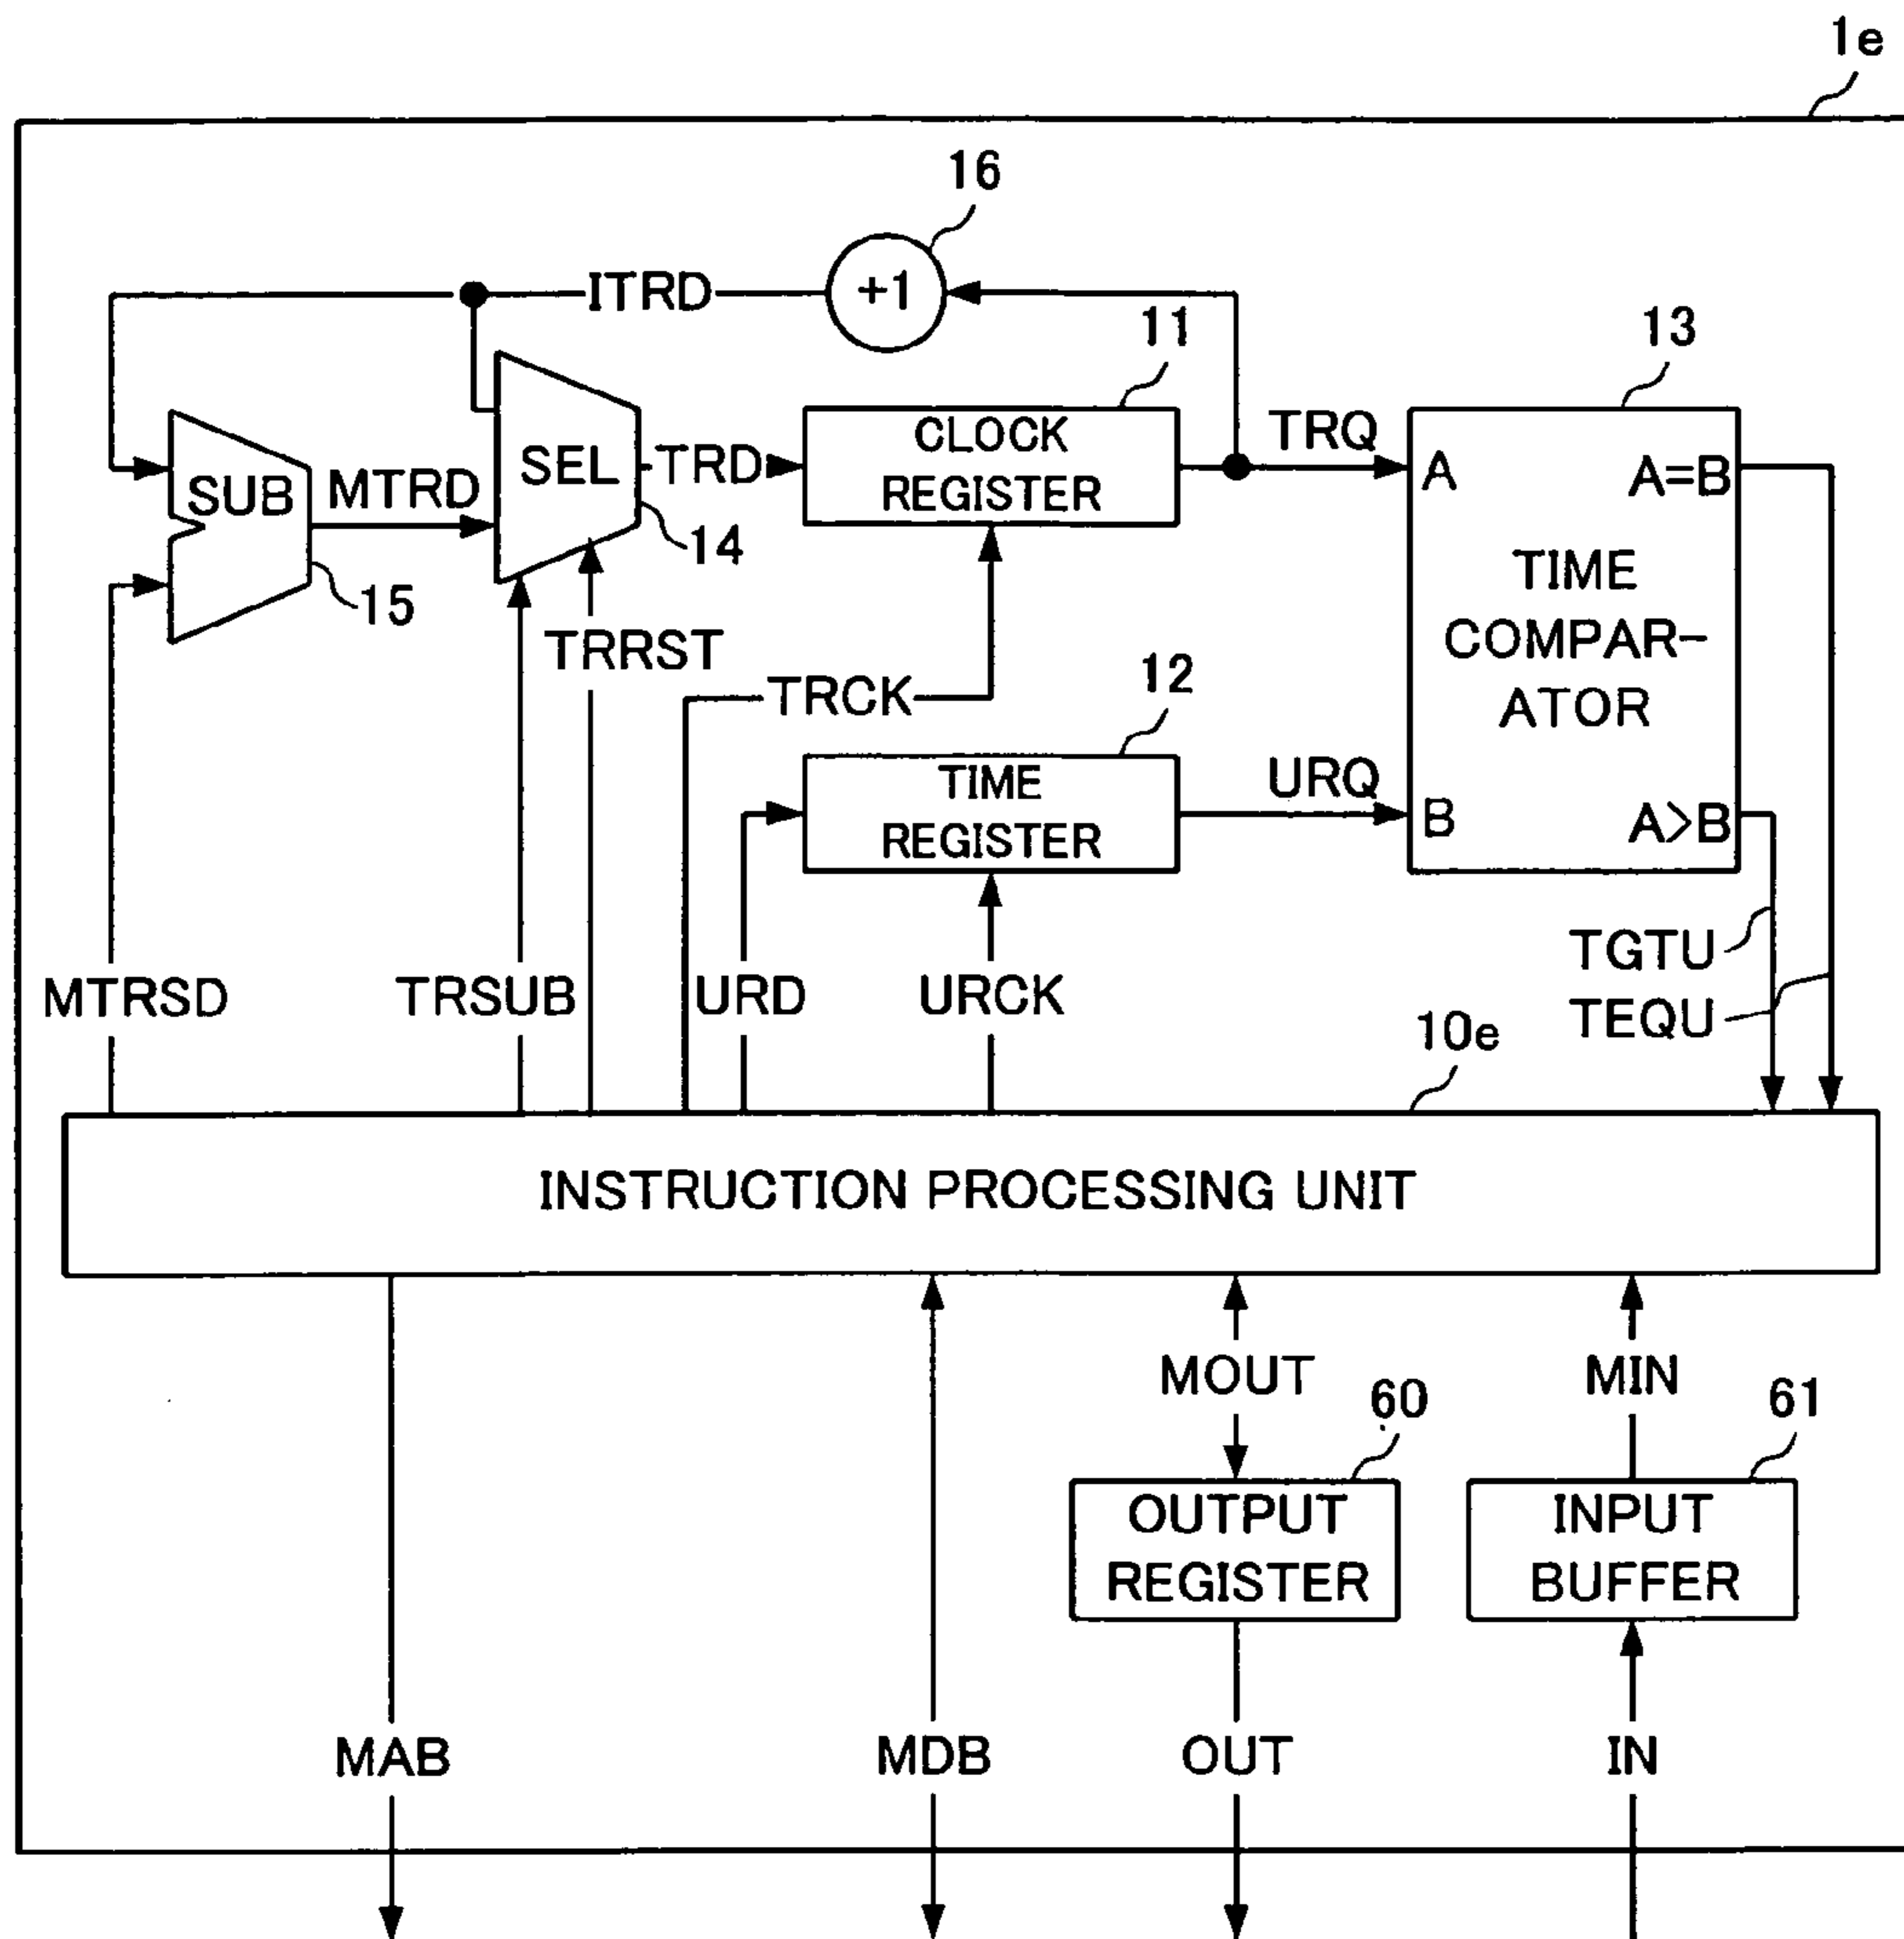 1e
16
+1
ITRD
11
13
CLOCK
REGISTER
TRQ
A
A=B
SUB
MTRD
SEL
TRD
14
15
TIME
COMPAR-
ATOR
TRRST
TRCK
12
TIME
REGISTER
URQ
B
A>B
MTRSD
TRSUB
URD
URCK
TGTU
TEQU
10e
INSTRUCTION PROCESSING UNIT
MOUT
MIN
60
61
OUTPUT
REGISTER
INPUT
BUFFER
MAB
MDB
OUT
IN